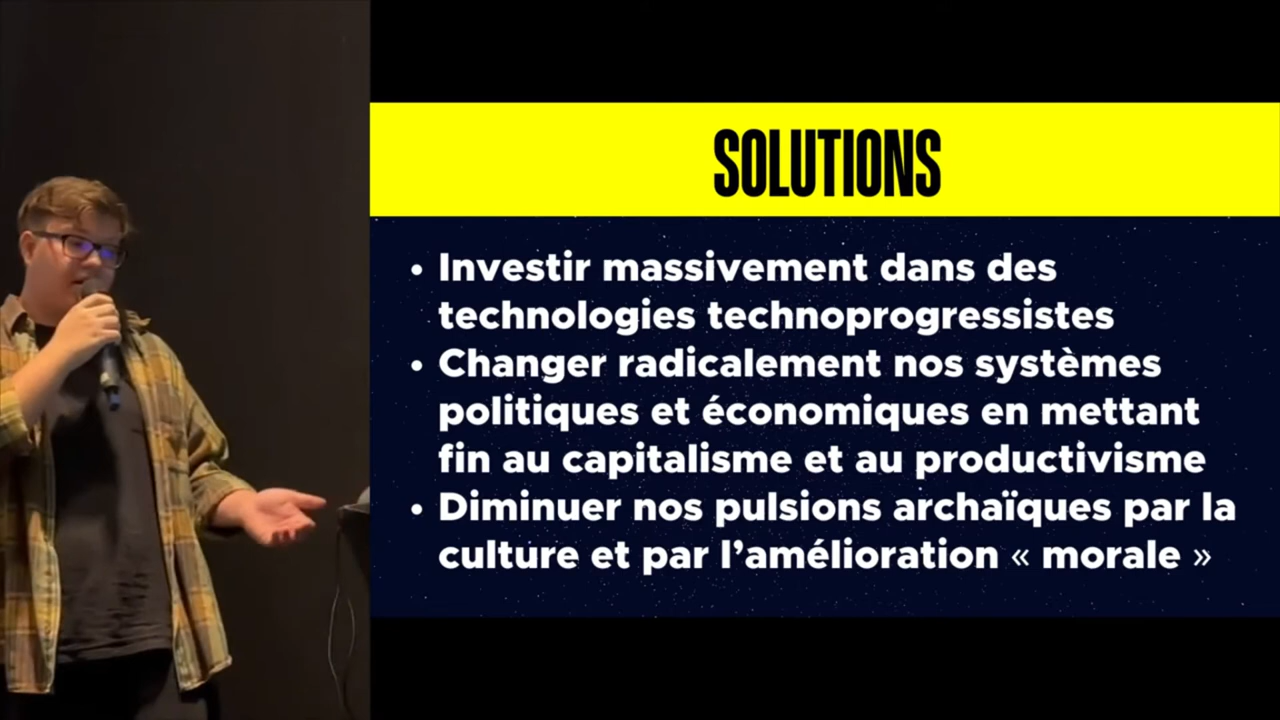 SOLUTIONS
• Investir massivement dans des
technologies technoprogressistes
• Changer radicalement nos systèmes
politiques et économiques en mettant
fin au capitalisme et au productivisme
• Diminuer nos pulsions archaïques par la
culture et par l’amélioration « morale »